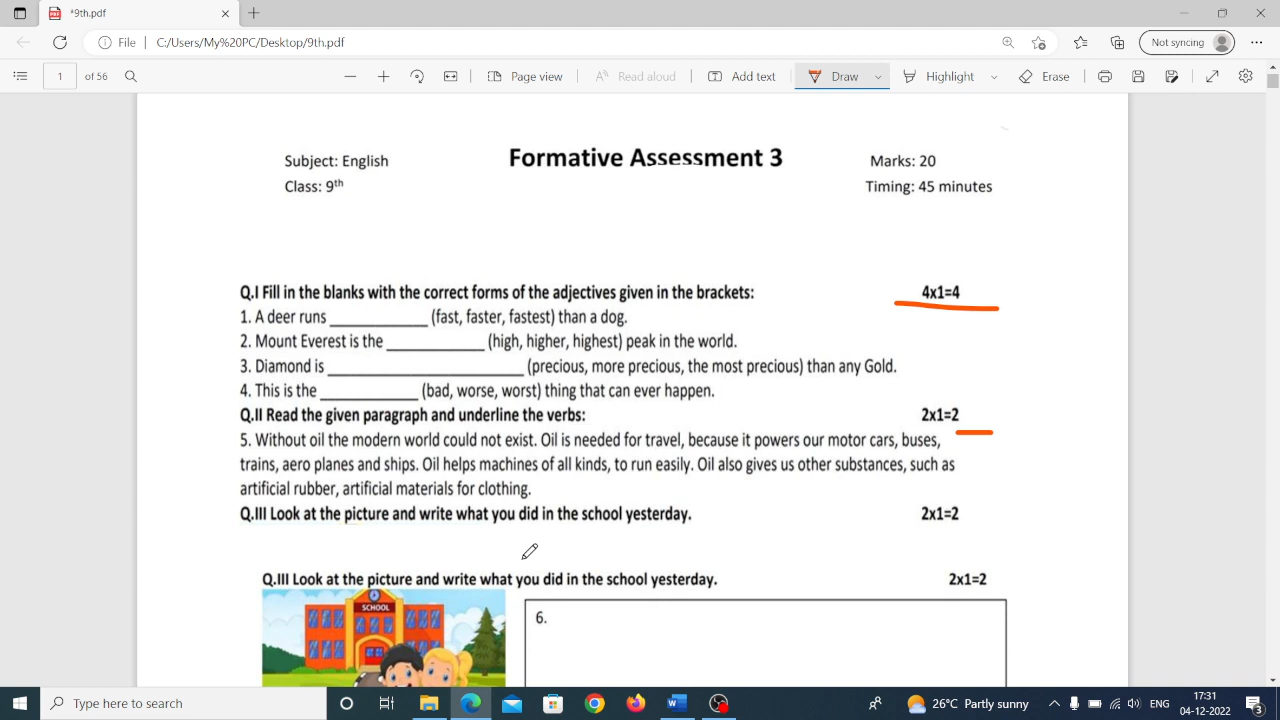 *9th.pdf
File | C:/Users/My%20PC/Desktop/9th.pdf
Not syncing
1 of 56
Page view
Read aloud
Add text
Draw
Highlight
Erase
Subject: English Formative Assessment 3 Marks: 20
Class: 9th Timing: 45 minutes
Q.I Fill in the blanks with the correct forms of the adjectives given in the brackets: 4x1=4
1. A deer runs ____________ (fast, faster, fastest) than a dog.
2. Mount Everest is the ____________ (high, higher, highest) peak in the world.
3. Diamond is ________________________ (precious, more precious, the most precious) than any Gold.
4. This is the ____________ (bad, worse, worst) thing that can ever happen.
Q.II Read the given paragraph and underline the verbs: 2x1=2
5. Without oil the modern world could not exist. Oil is needed for travel, because it powers our motor cars, buses,
trains, aero planes and ships. Oil helps machines of all kinds, to run easily. Oil also gives us other substances, such as
artificial rubber, artificial materials for clothing.
Q.III Look at the picture and write what you did in the school yesterday. 2x1=2
Q.III Look at the picture and write what you did in the school yesterday. 2x1=2
SCHOOL
6.
Type here to search
26°C Partly sunny
ENG
17:31
04-12-2022
3